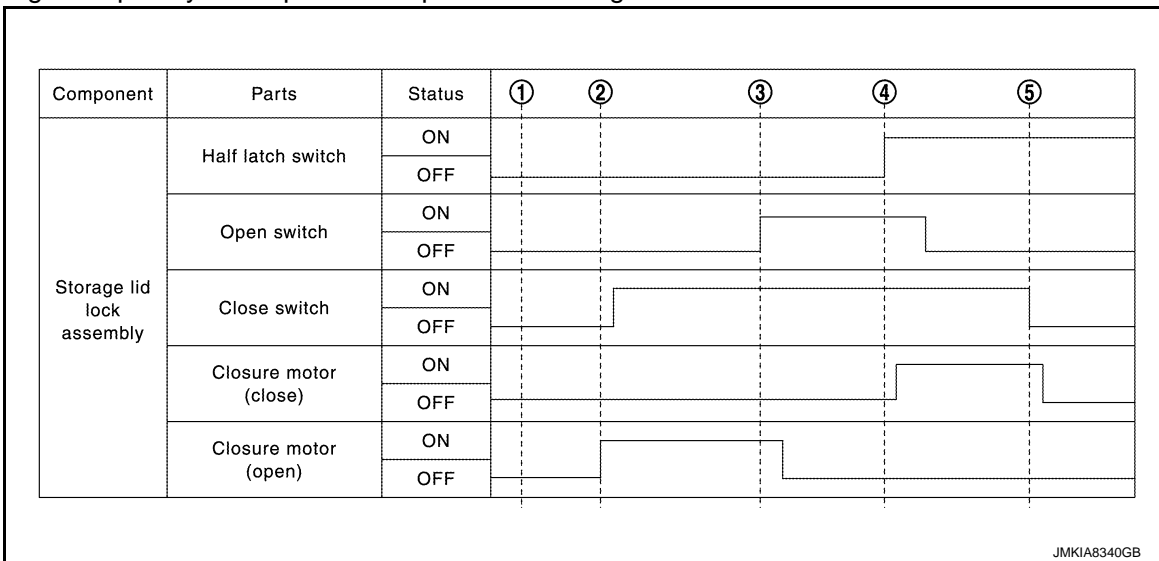 Component Parts Status ① ② ③ ④ ⑤
Storage lid
lock
assembly
Half latch switch
ON
OFF
Open switch
ON
OFF
Close switch
ON
OFF
Closure motor
(close)
ON
OFF
Closure motor
(open)
ON
OFF
JMKIA8340GB